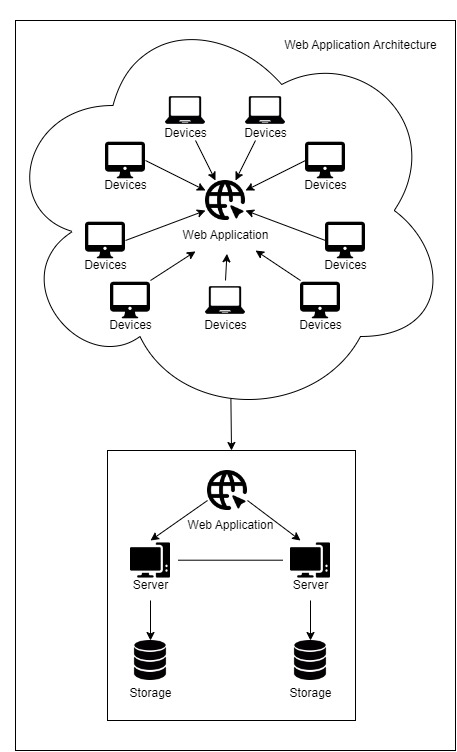 Web Application Architecture
Devices
Devices
Devices
Devices
Web Application
Devices
Devices
Devices
Devices
Devices
Web Application
Server
Server
Storage
Storage